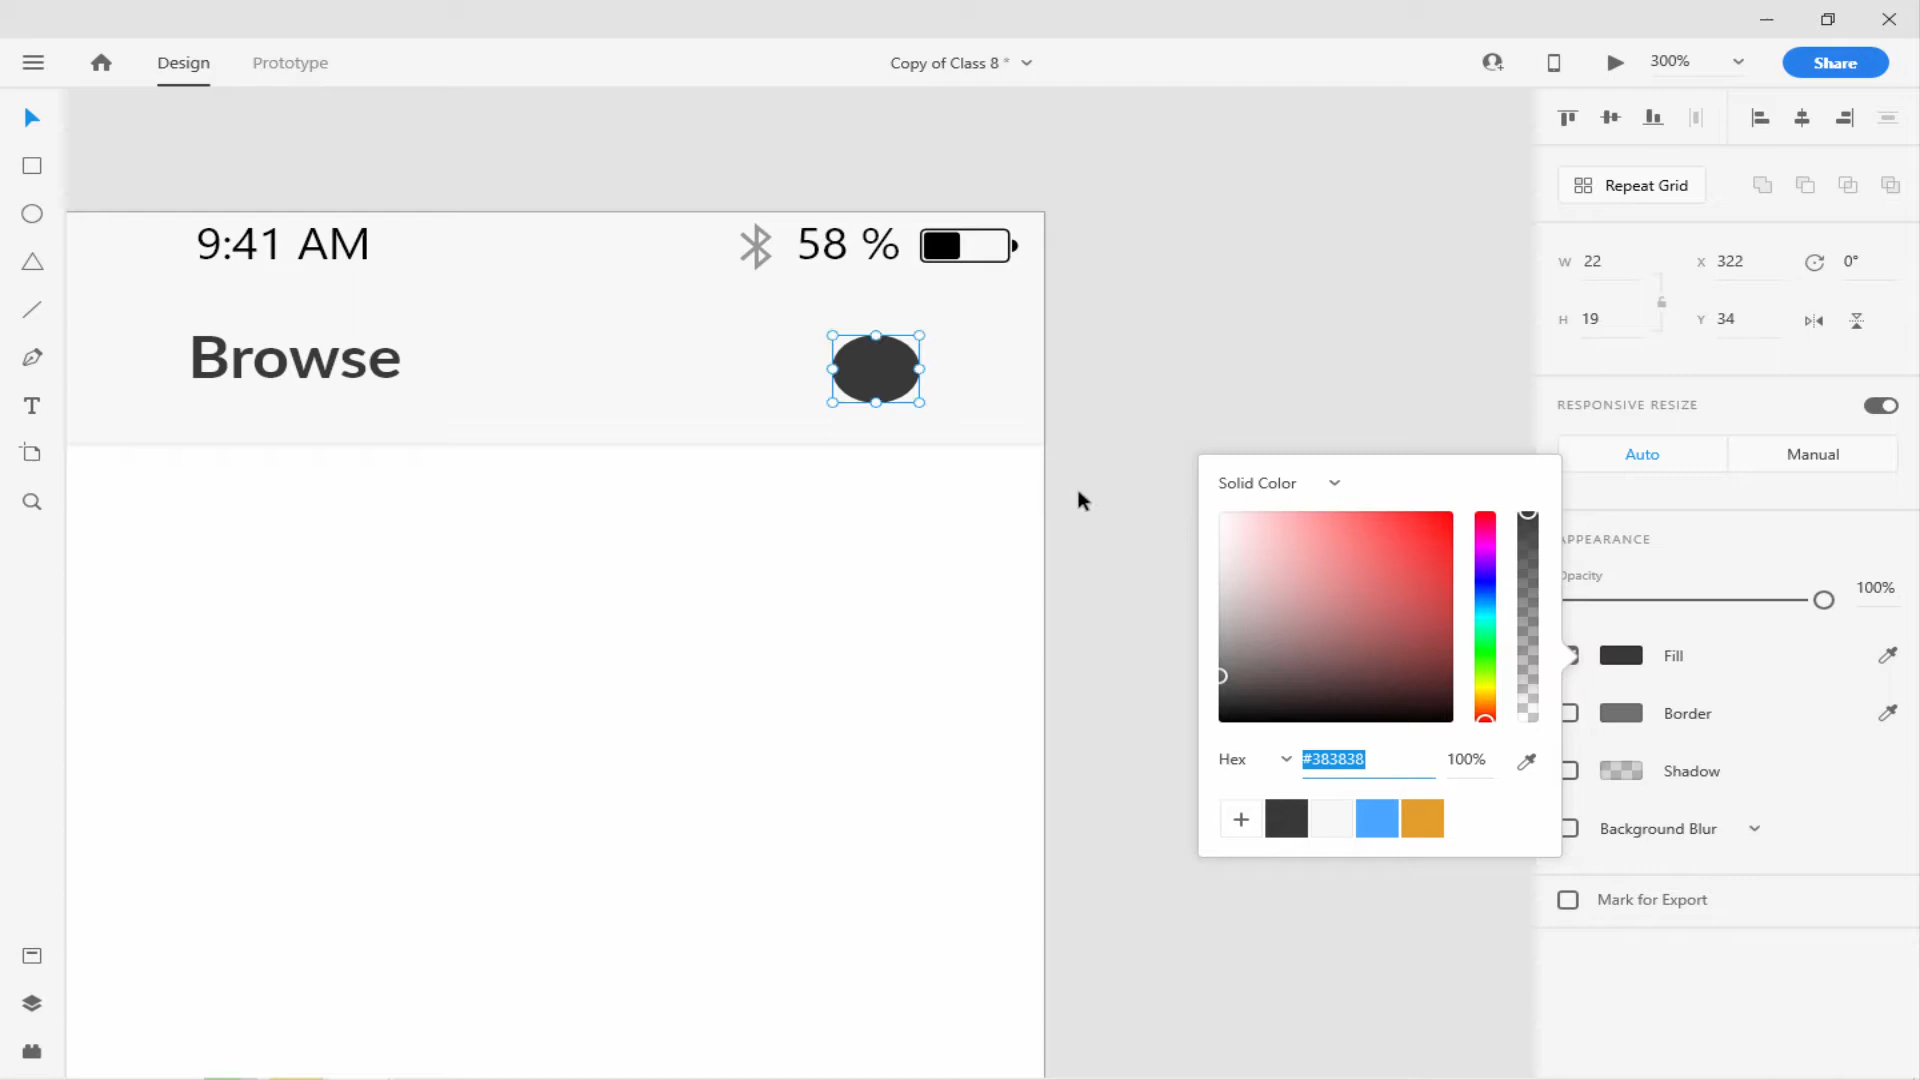 Design
Prototype
Copy of Class 8 *
300%
Share
Repeat Grid
9:41 AM
58 %
W 22
X 322
0°
H 19
Y 34
Browse
RESPONSIVE RESIZE
Auto
Manual
Solid Color
APPEARANCE
Opacity
100%
Fill
Border
Hex
#383838
100%
Shadow
Background Blur
Mark for Export
T